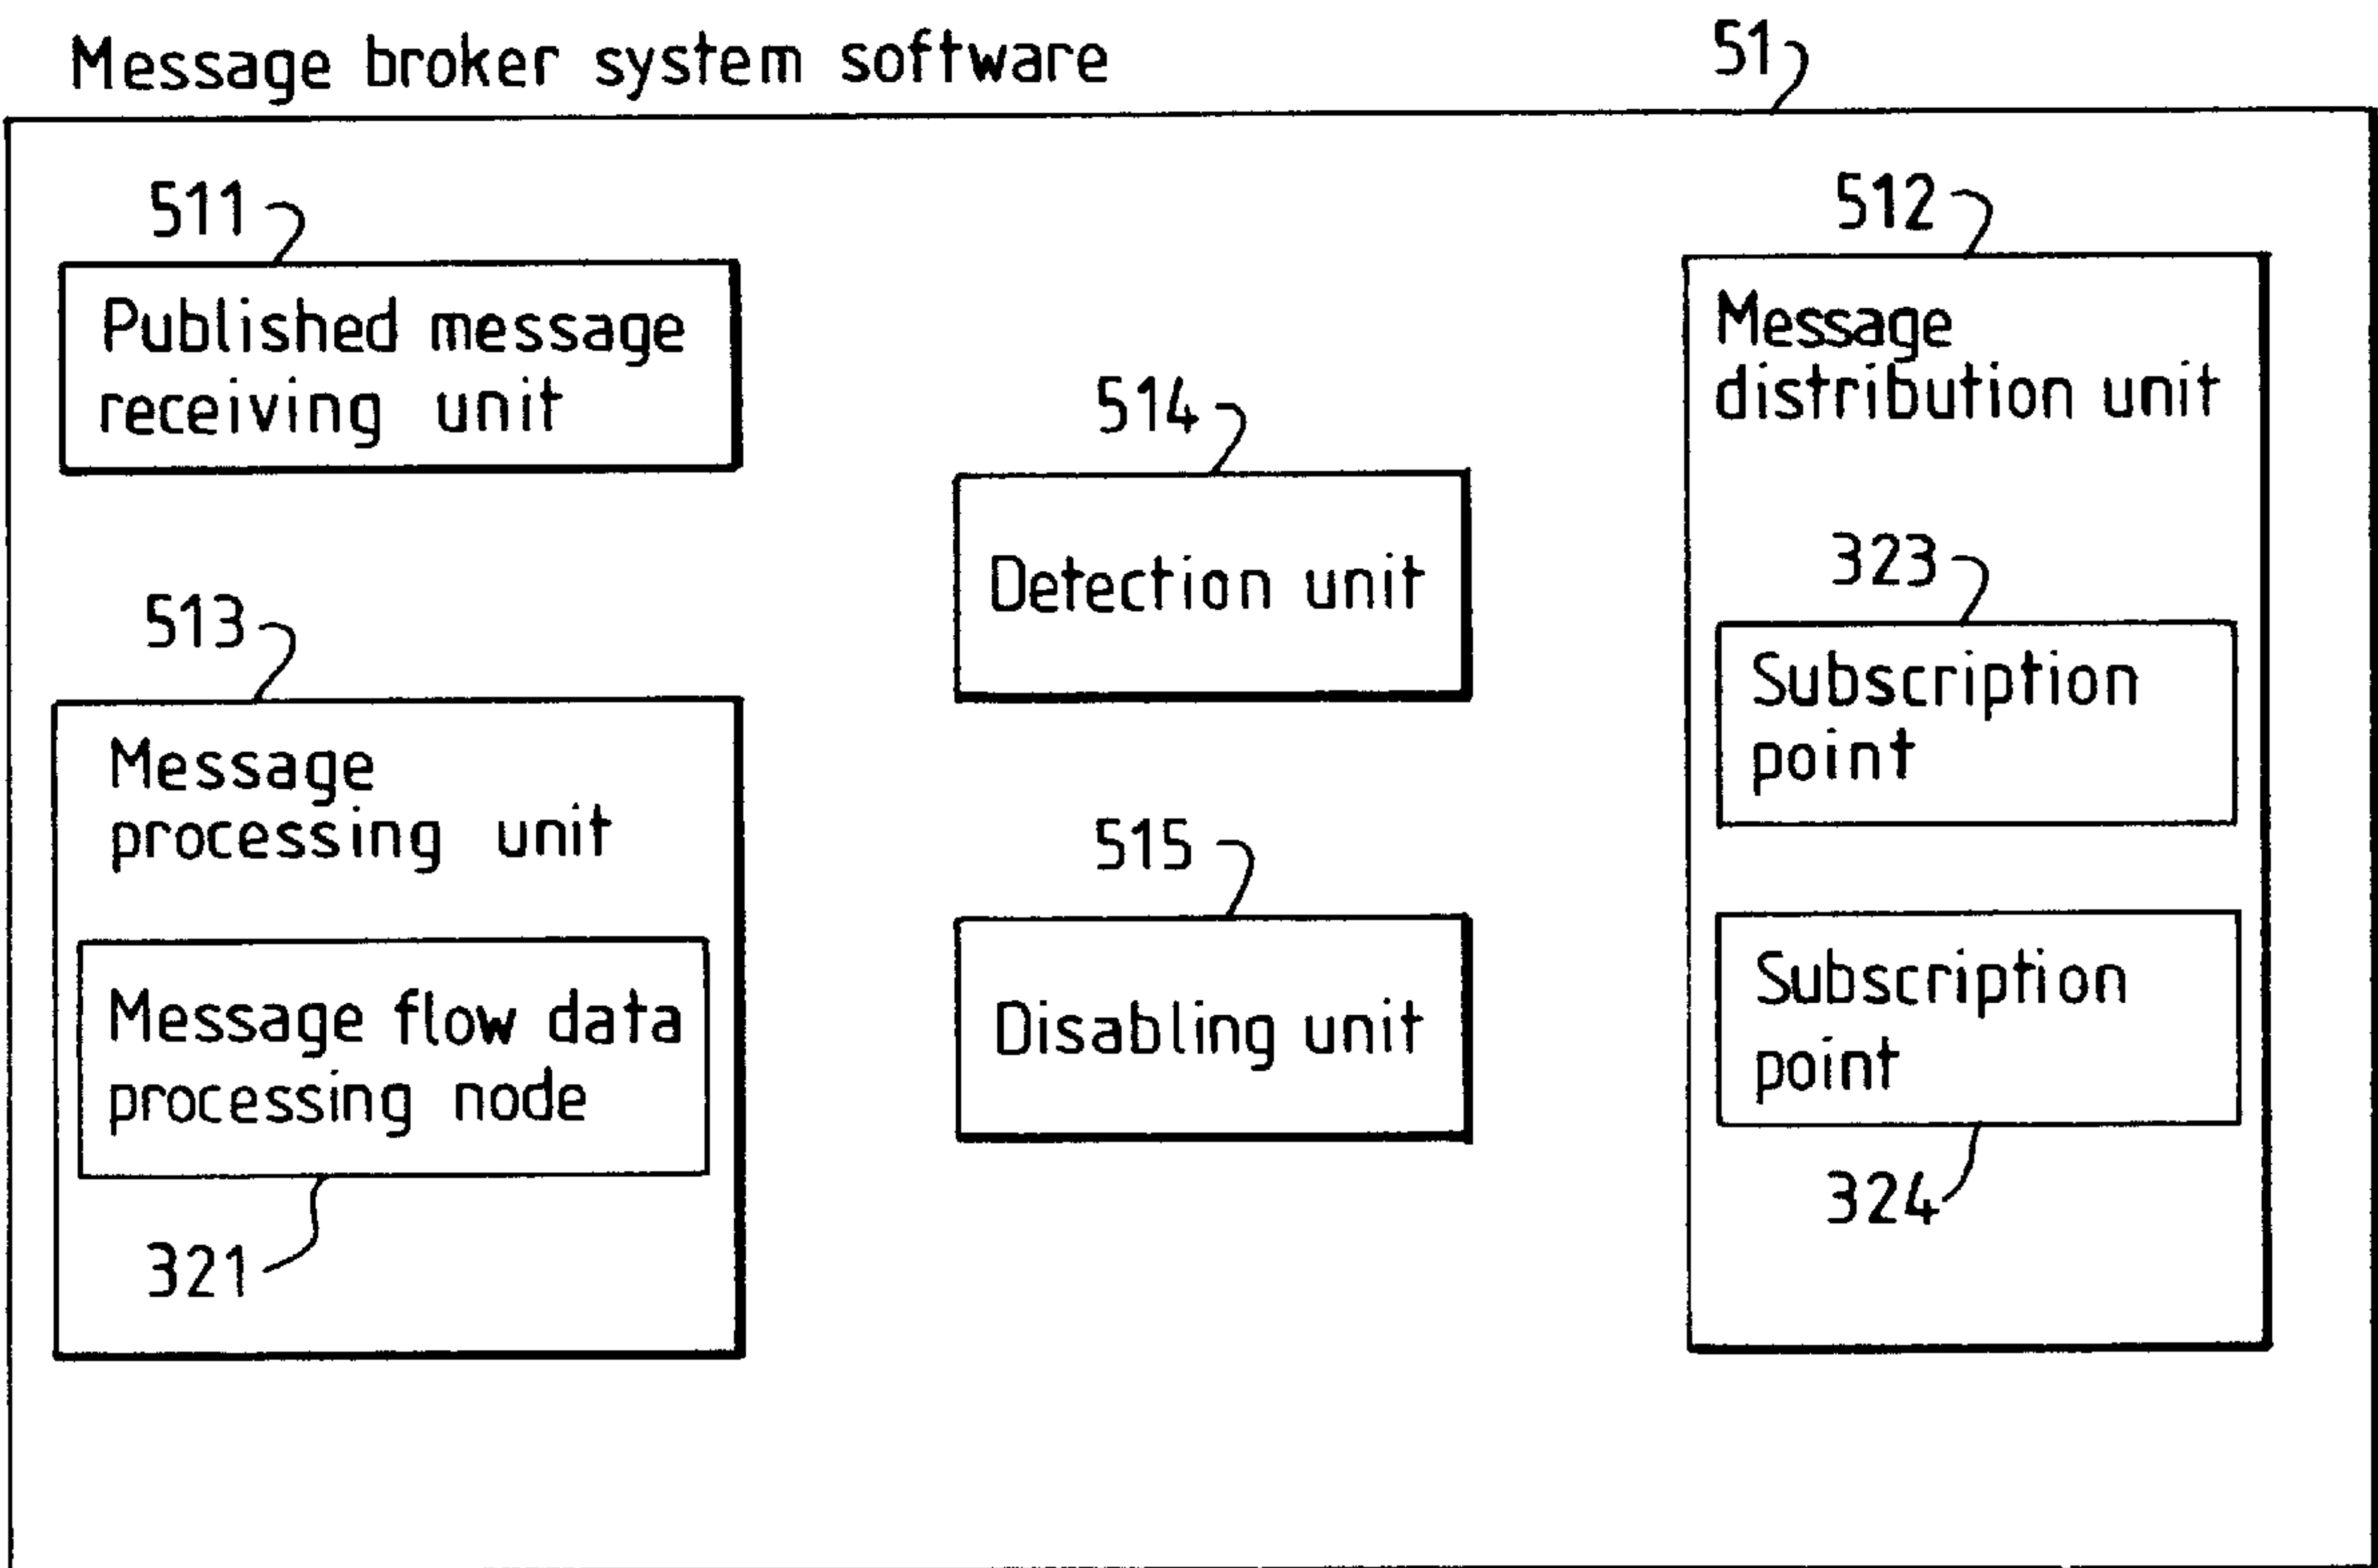 Message broker system software
51
511
Published message
receiving unit
512
Message
distribution unit
514
Detection unit
323
Subscription
point
513
Message
processing unit
515
Disabling unit
Subscription
point
324
Message flow data
processing node
321